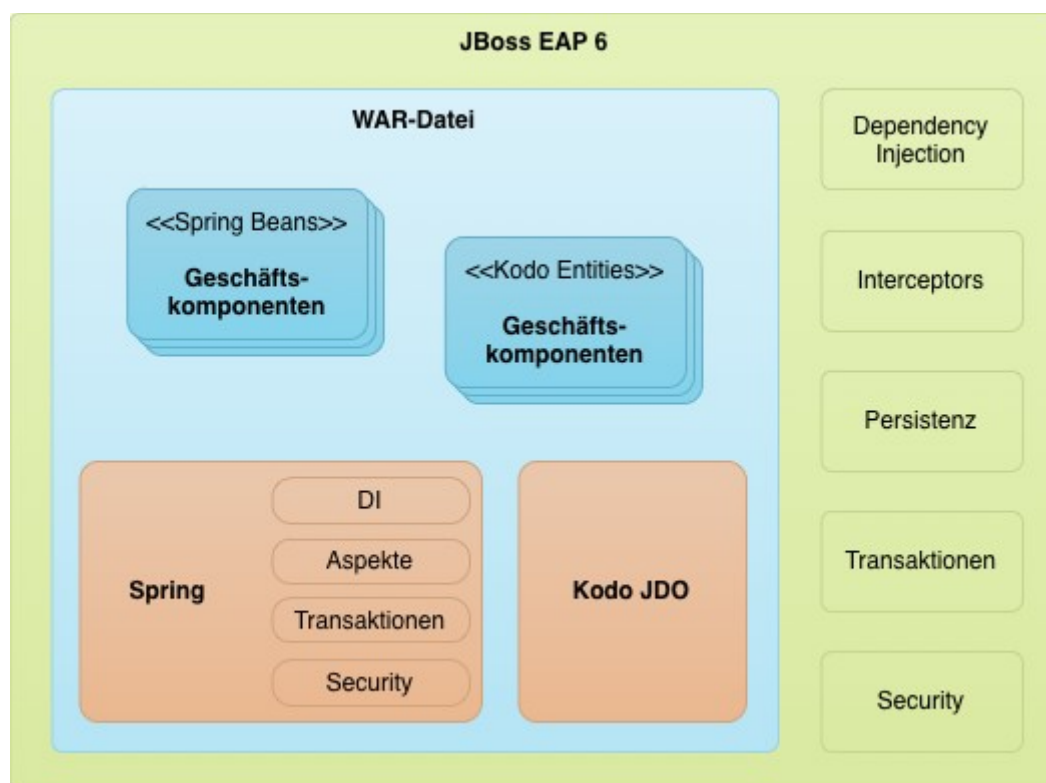 JBoss EAP 6
WAR-Datei
<<Spring Beans>>
Geschäfts-
komponenten
<<Kodo Entities>>
Geschäfts-
komponenten
Spring
DI
Aspekte
Transaktionen
Security
Kodo JDO
Dependency
Injection
Interceptors
Persistenz
Transaktionen
Security